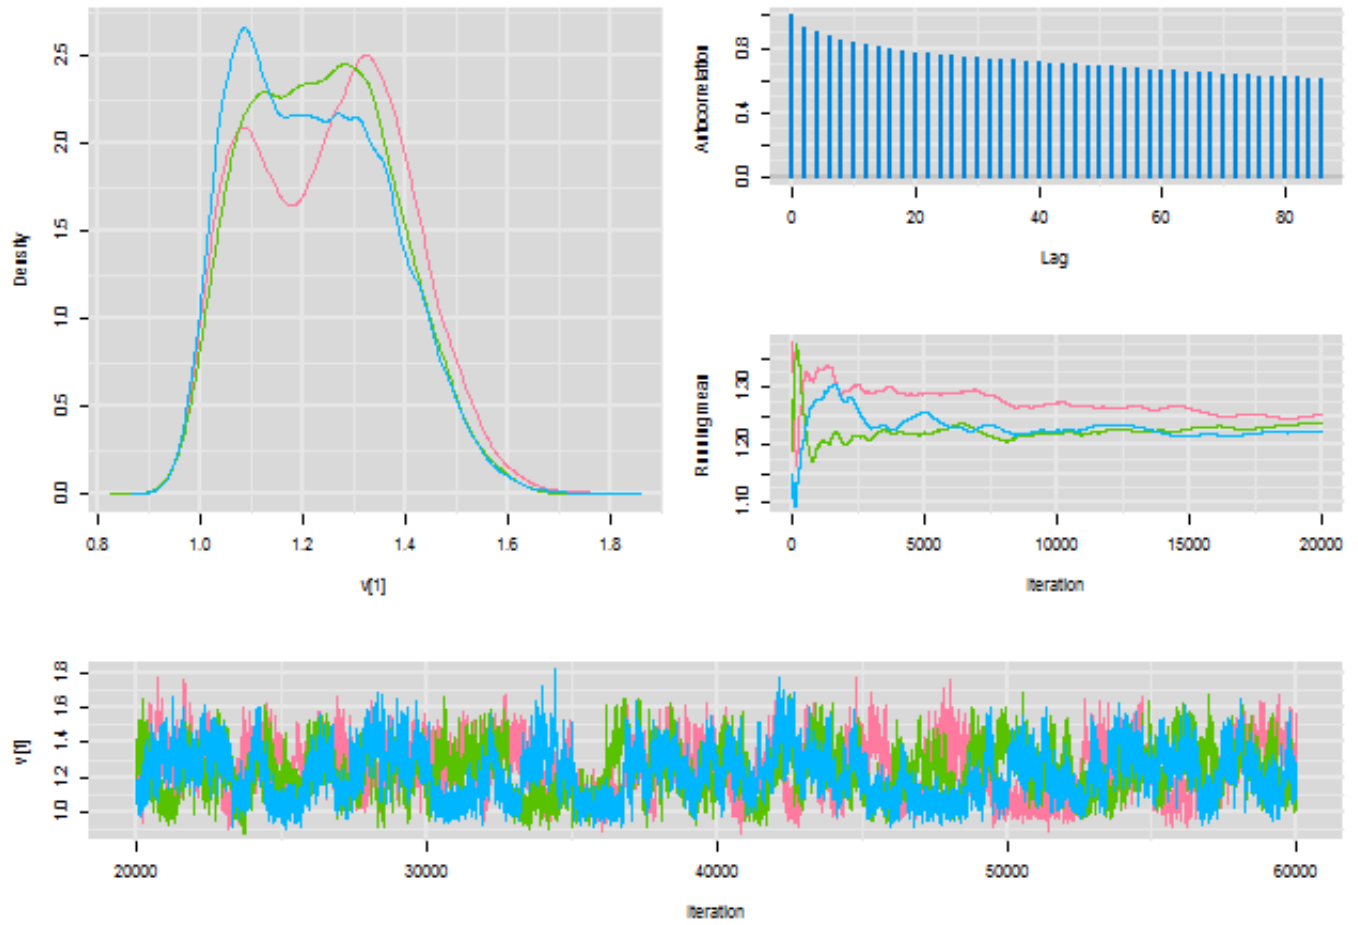 Density
0.0 0.5 1.0 1.5 2.0 2.5
0.8 1.0 1.2 1.4 1.6 1.8
v[1]
Autocorrelation
0.0 0.4 0.8
0 20 40 60 80
Lag
Running mean
1.10 1.20 1.30
0 5000 10000 15000 20000
Iteration
v[1]
1.0 1.2 1.4 1.6 1.8
20000 30000 40000 50000 60000
Iteration